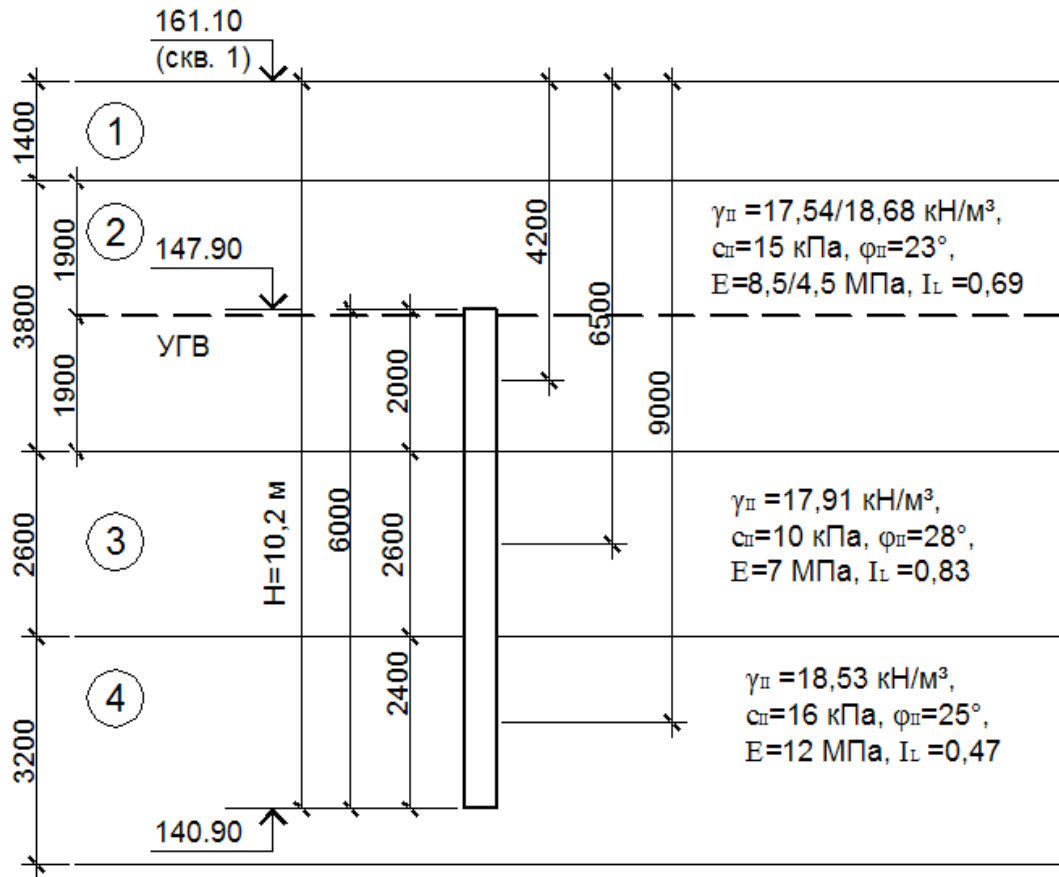 161.10
(скв. 1)
1400
1
1900
2
147.90
3800
УГВ
1900
4200
6500
9000
2000
γII =17,54/18,68 кН/м³,
cII=15 кПа, φII=23°,
E=8,5/4,5 МПа, IL =0,69
2600
3
H=10,2 м
6000
2600
γII =17,91 кН/м³,
cII=10 кПа, φII=28°,
E=7 МПа, IL =0,83
3200
4
2400
γII =18,53 кН/м³,
cII=16 кПа, φII=25°,
E=12 МПа, IL =0,47
140.90